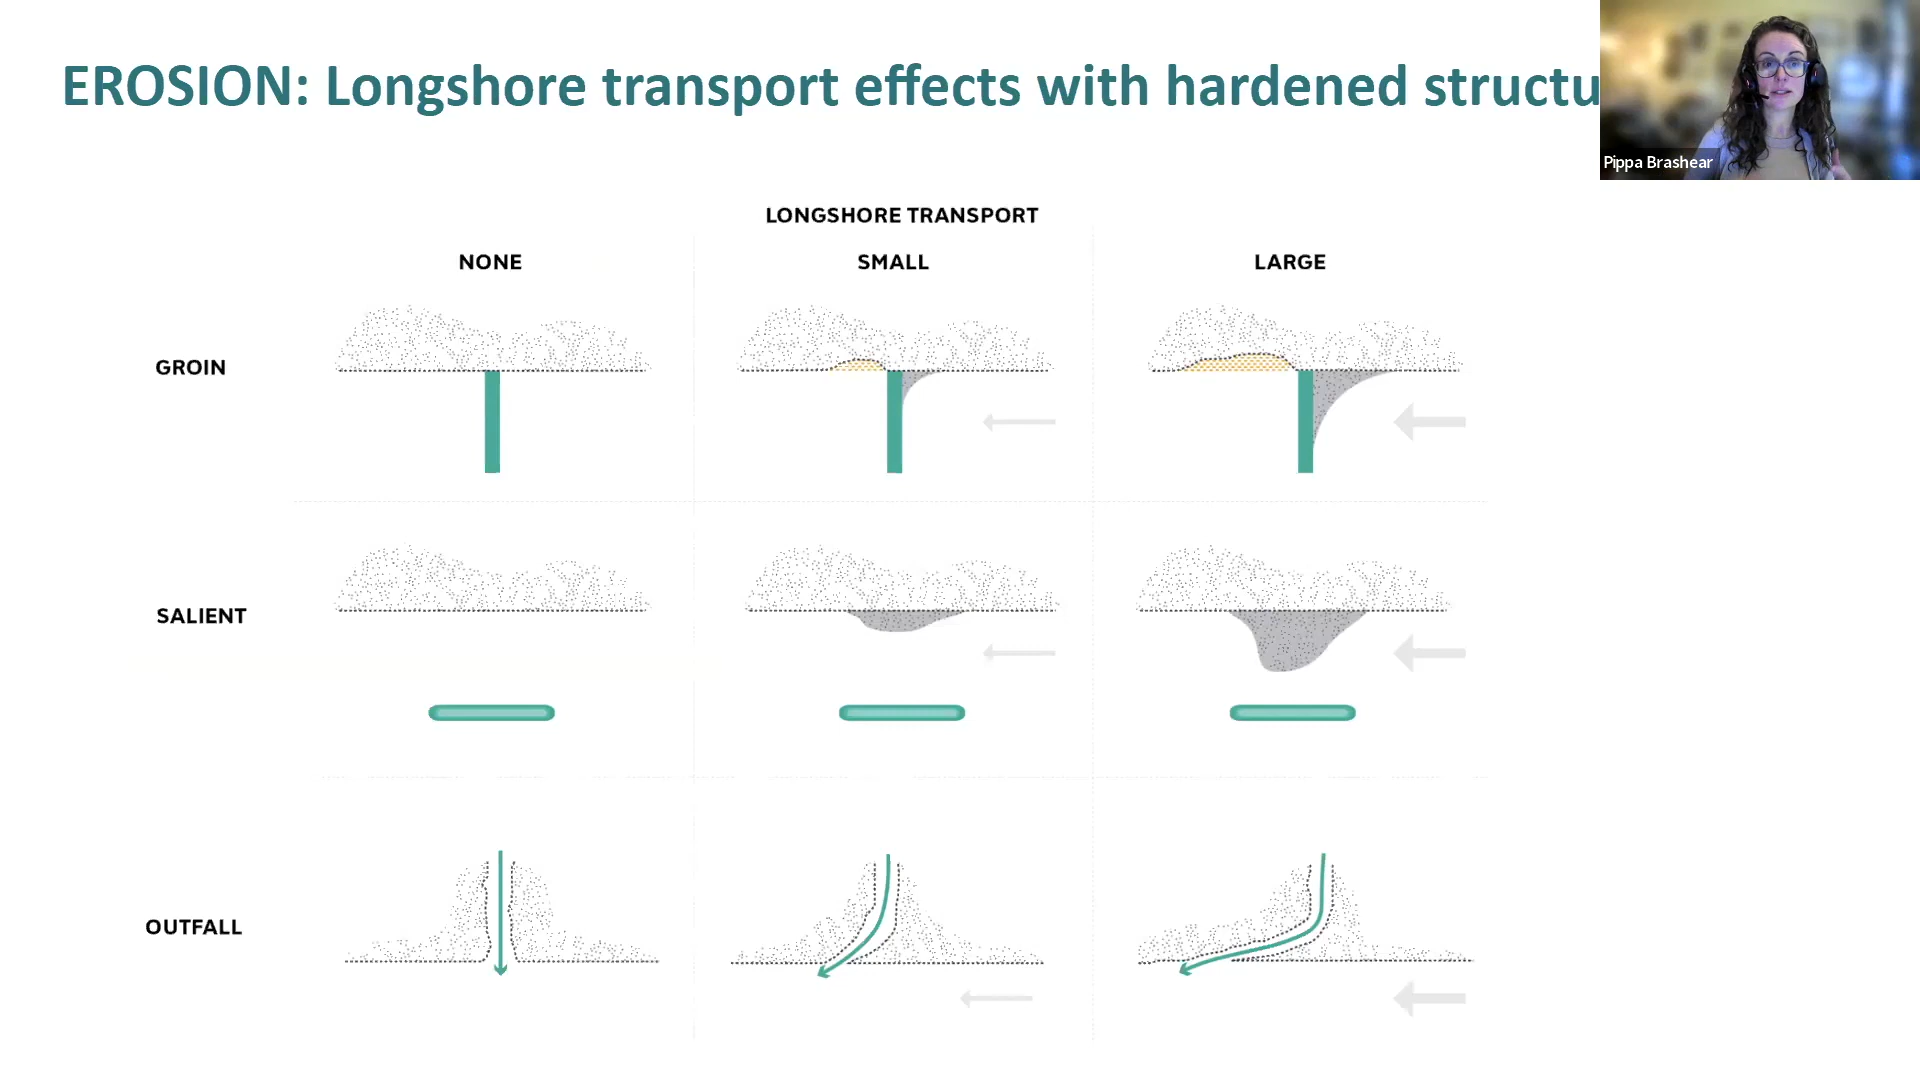 EROSION: Longshore transport effects with hardened structu
Pippa Brashear
LONGSHORE TRANSPORT
NONE
SMALL
LARGE
GROIN
SALIENT
OUTFALL